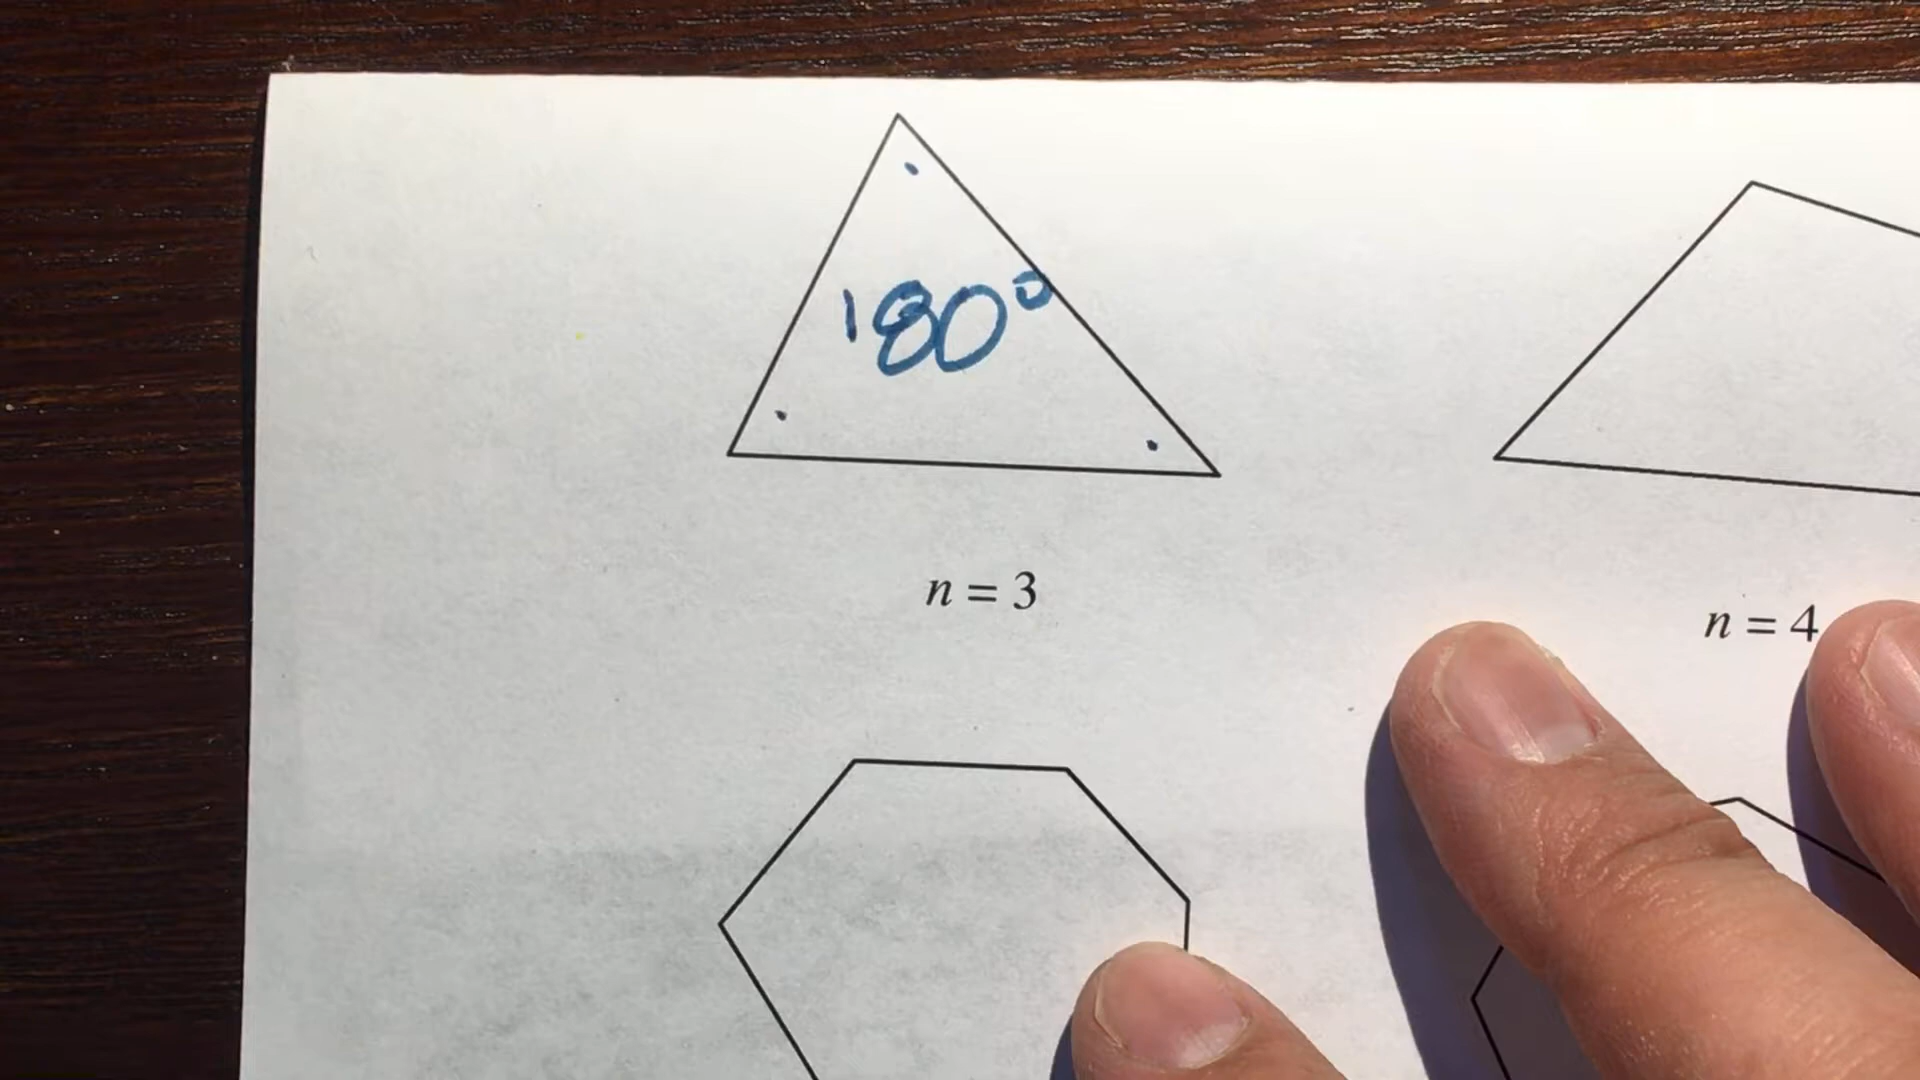 180°
n = 3
n = 4